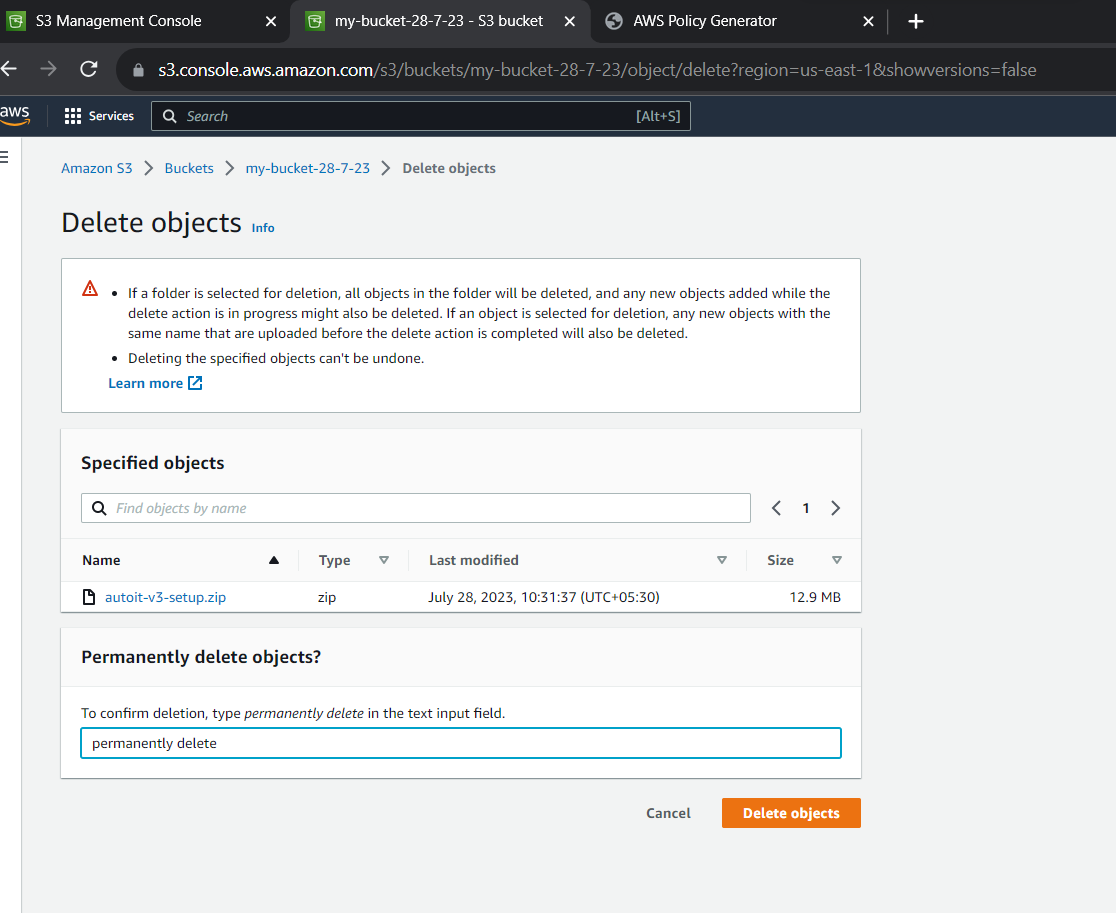 S3 Management Console
my-bucket-28-7-23 - S3 bucket
AWS Policy Generator
s3.console.aws.amazon.com/s3/buckets/my-bucket-28-7-23/object/delete?region=us-east-1&showversions=false
aws Services Search [Alt+S]
Amazon S3 > Buckets > my-bucket-28-7-23 > Delete objects
Delete objects Info
• If a folder is selected for deletion, all objects in the folder will be deleted, and any new objects added while the
delete action is in progress might also be deleted. If an object is selected for deletion, any new objects with the
same name that are uploaded before the delete action is completed will also be deleted.
• Deleting the specified objects can't be undone.
Learn more
Specified objects
Find objects by name < 1 >
Name Type Last modified Size
autoit-v3-setup.zip zip July 28, 2023, 10:31:37 (UTC+05:30) 12.9 MB
Permanently delete objects?
To confirm deletion, type permanently delete in the text input field.
permanently delete
Cancel Delete objects